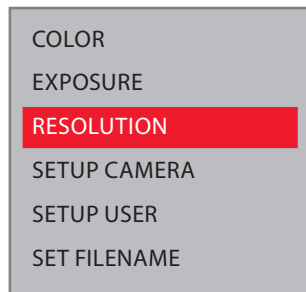 COLOR
EXPOSURE
RESOLUTION
SETUP CAMERA
SETUP USER
SET FILENAME